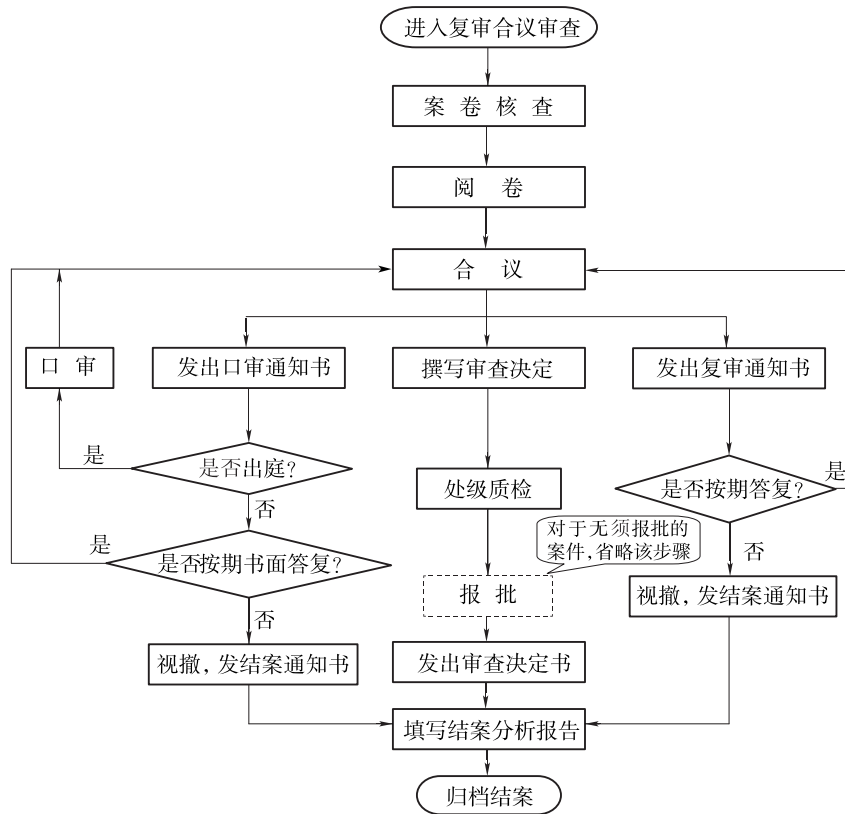 进入复审合议审查
案卷核查
阅卷
合议
口审
发出口审通知书
撰写审查决定
发出复审通知书
是
是否出庭?
处级质检
是否按期答复?
是
否
对于无须报批的
案件,省略该步骤
是
是否按期书面答复?
否
报批
视撤,发结案通知书
否
视撤,发结案通知书
发出审查决定书
填写结案分析报告
归档结案